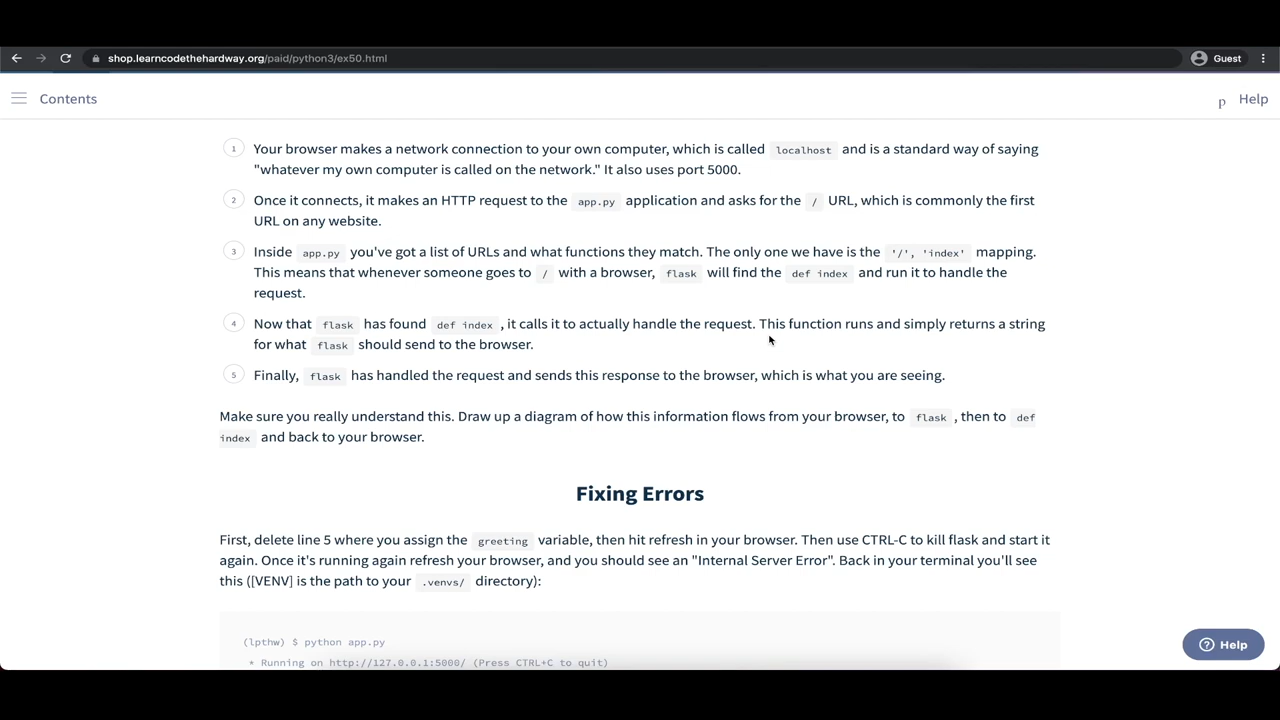 shop.learncodethehardway.org/paid/python3/ex50.html
Guest
Contents
p
Help
1 Your browser makes a network connection to your own computer, which is called localhost and is a standard way of saying
"whatever my own computer is called on the network." It also uses port 5000.
2 Once it connects, it makes an HTTP request to the app.py application and asks for the / URL, which is commonly the first
URL on any website.
3 Inside app.py you've got a list of URLs and what functions they match. The only one we have is the '/', 'index' mapping.
This means that whenever someone goes to / with a browser, flask will find the def index and run it to handle the
request.
4 Now that flask has found def index , it calls it to actually handle the request. This function runs and simply returns a string
for what flask should send to the browser.
5 Finally, flask has handled the request and sends this response to the browser, which is what you are seeing.
Make sure you really understand this. Draw up a diagram of how this information flows from your browser, to flask , then to def
index and back to your browser.
Fixing Errors
First, delete line 5 where you assign the greeting variable, then hit refresh in your browser. Then use CTRL-C to kill flask and start it
again. Once it's running again refresh your browser, and you should see an "Internal Server Error". Back in your terminal you'll see
this ([VENV] is the path to your .venvs/ directory):
(lpthw) $ python app.py
* Running on http://127.0.0.1:5000/ (Press CTRL+C to quit)
Help